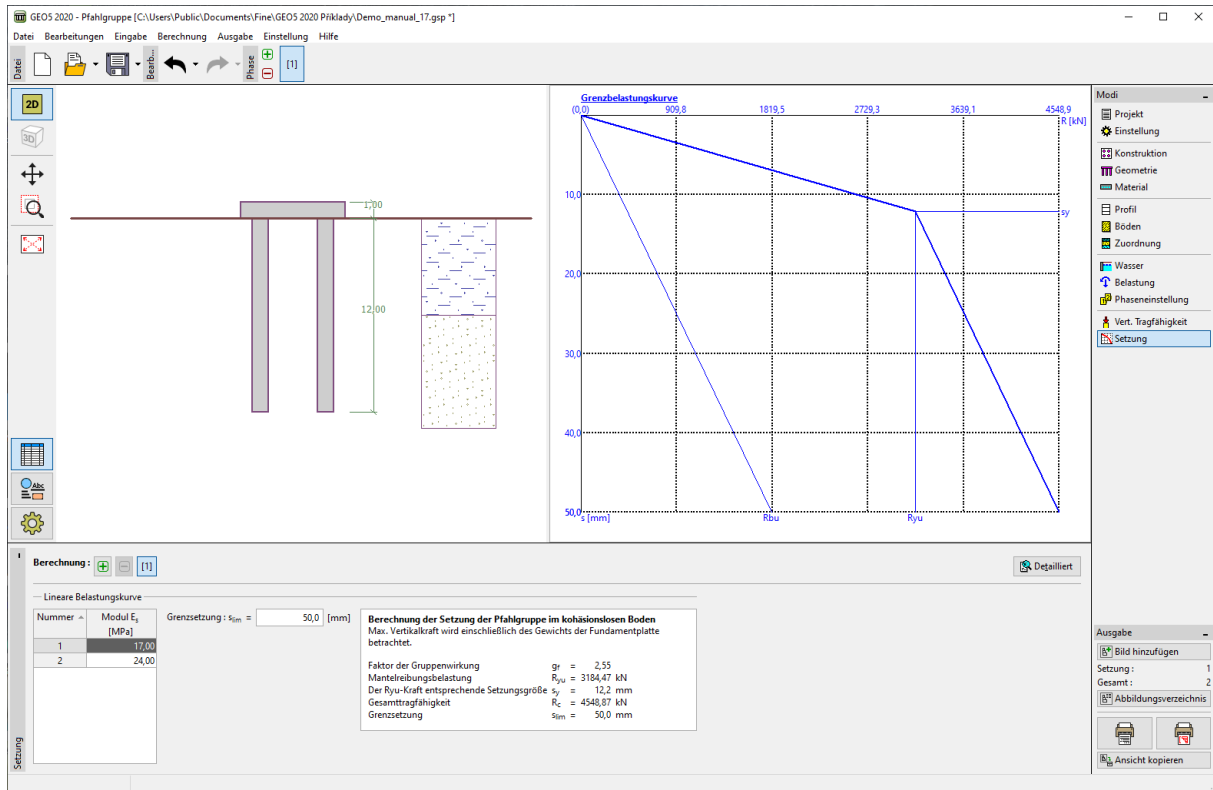 GEO5 2020 - Pfahlgruppe [C:\Users\Public\Documents\Fine\GEO5 2020 Příklady\Demo_manual_17.gsp *]
Datei Bearbeitungen Eingabe Berechnung Ausgabe Einstellung Hilfe
Datei
Bearb...
Phase
[1]
2D
3D
Abc
1,00
12,00
Grenzbelastungskurve
(0,0) 909,8 1819,5 2729,3 3639,1 4548,9
R [kN]
10,0
sy
20,0
30,0
40,0
50,0
s [mm] Rbu Ryu
Modi
Projekt
Einstellung
Konstruktion
Geometrie
Material
Profil
Böden
Zuordnung
Wasser
Belastung
Phaseneinstellung
Vert. Tragfähigkeit
Setzung
Berechnung : [1]
Detailliert
Lineare Belastungskurve
Nummer Modul Es
[MPa]
1 17,00
2 24,00
Grenzsetzung : slim = 50,0 [mm]
Berechnung der Setzung der Pfahlgruppe im kohäsionslosen Boden
Max. Vertikalkraft wird einschließlich des Gewichts der Fundamentplatte
betrachtet.
Faktor der Gruppenwirkung gf = 2,55
Mantelreibungsbelastung Ryu = 3184,47 kN
Der Ryu-Kraft entsprechende Setzungsgröße sy = 12,2 mm
Gesamttragfähigkeit Rc = 4548,87 kN
Grenzsetzung slim = 50,0 mm
Setzung
Ausgabe
Bild hinzufügen
Setzung : 1
Gesamt : 2
Abbildungsverzeichnis
Ansicht kopieren